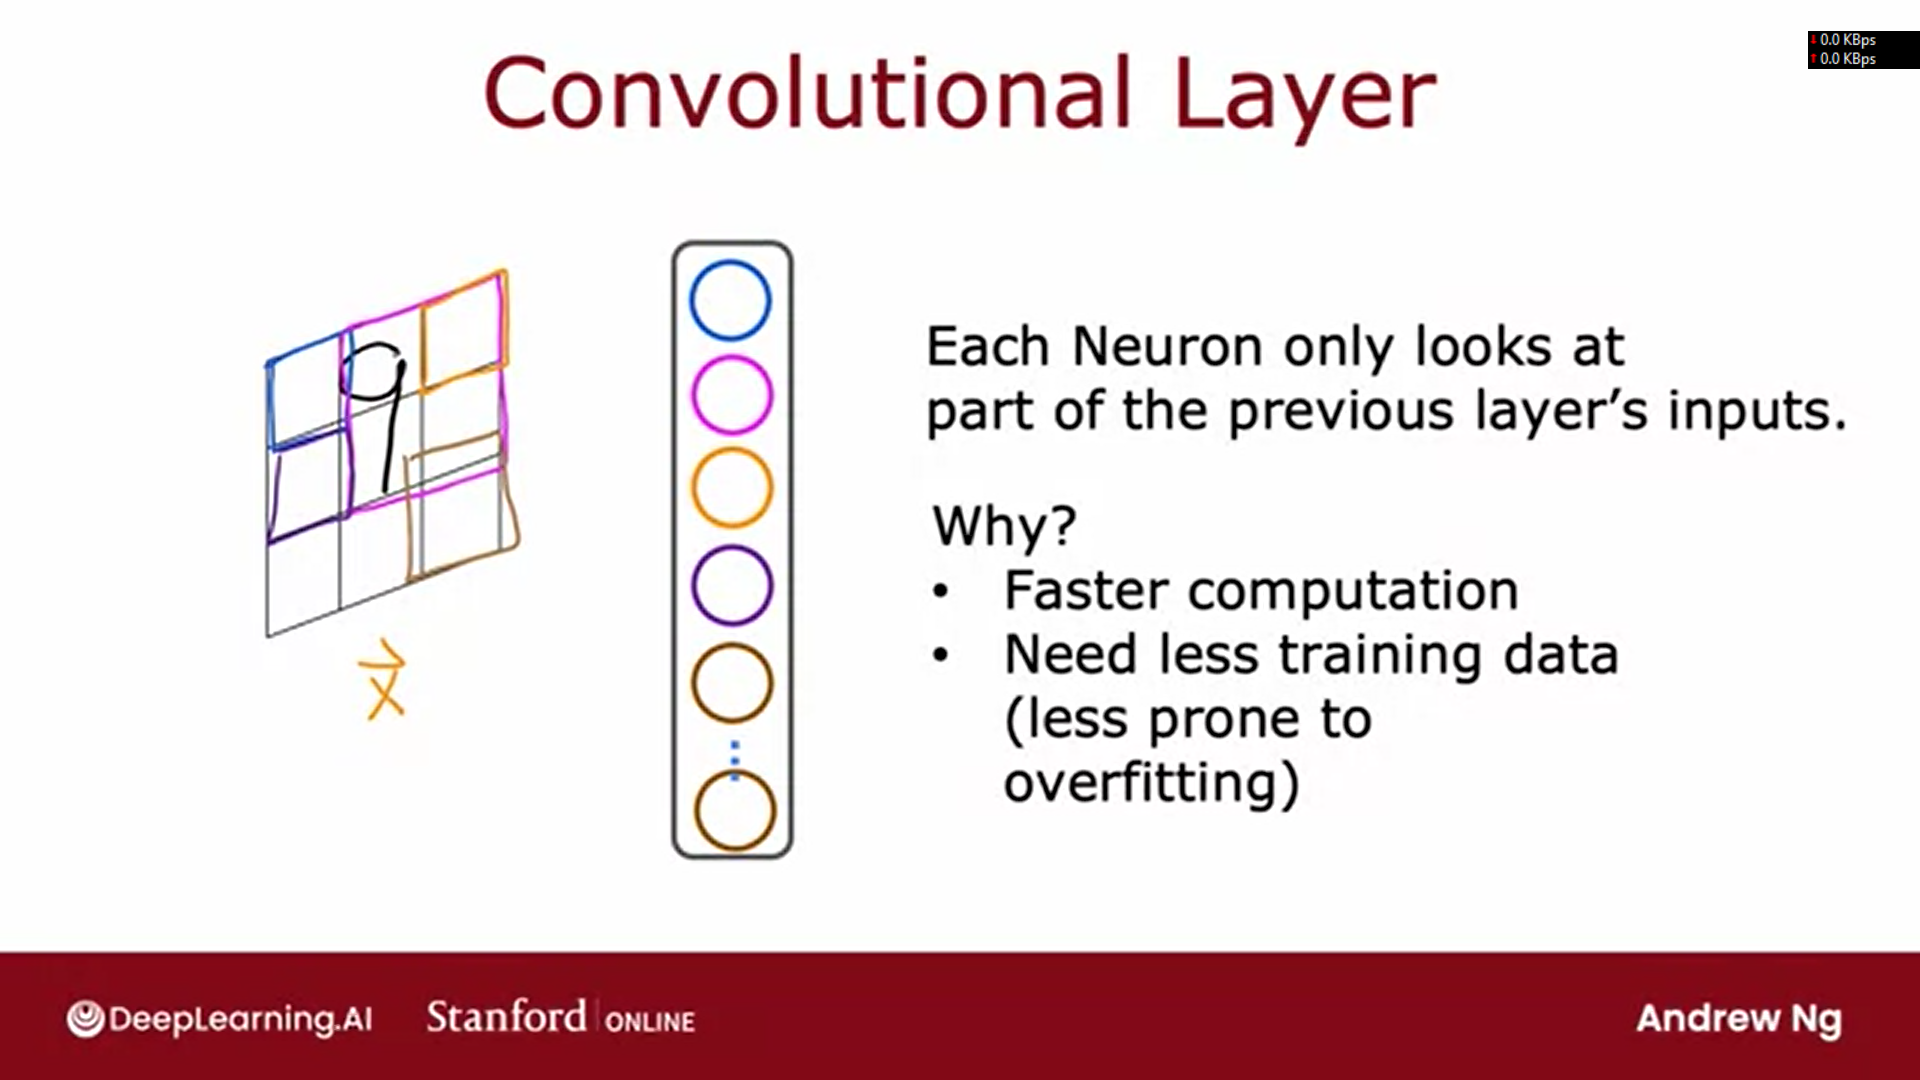 Convolutional Layer
↓ 0.0 KBps
↑ 0.0 KBps
9
x⃗
Each Neuron only looks at
part of the previous layer’s inputs.
Why?
• Faster computation
• Need less training data
(less prone to
overfitting)
DeepLearning.AI
Stanford | ONLINE
Andrew Ng